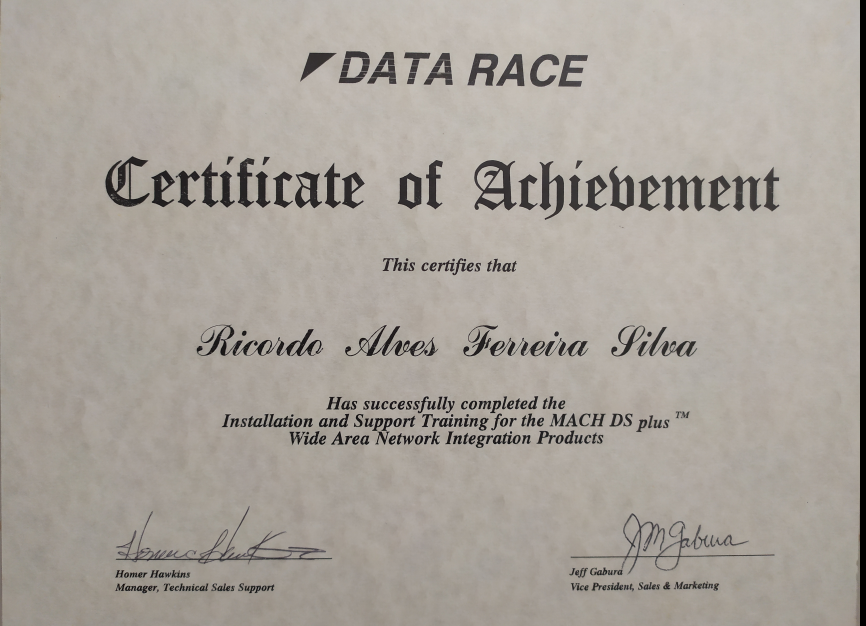 DATA RACE
Certificate of Achievement
This certifies that
Ricordo Alves Ferreira Silva
Has successfully completed the
Installation and Support Training for the MACH DS plus ™
Wide Area Network Integration Products
Homer Hawkins
JM Gabura
Homer Hawkins
Manager, Technical Sales Support
Jeff Gabura
Vice President, Sales & Marketing